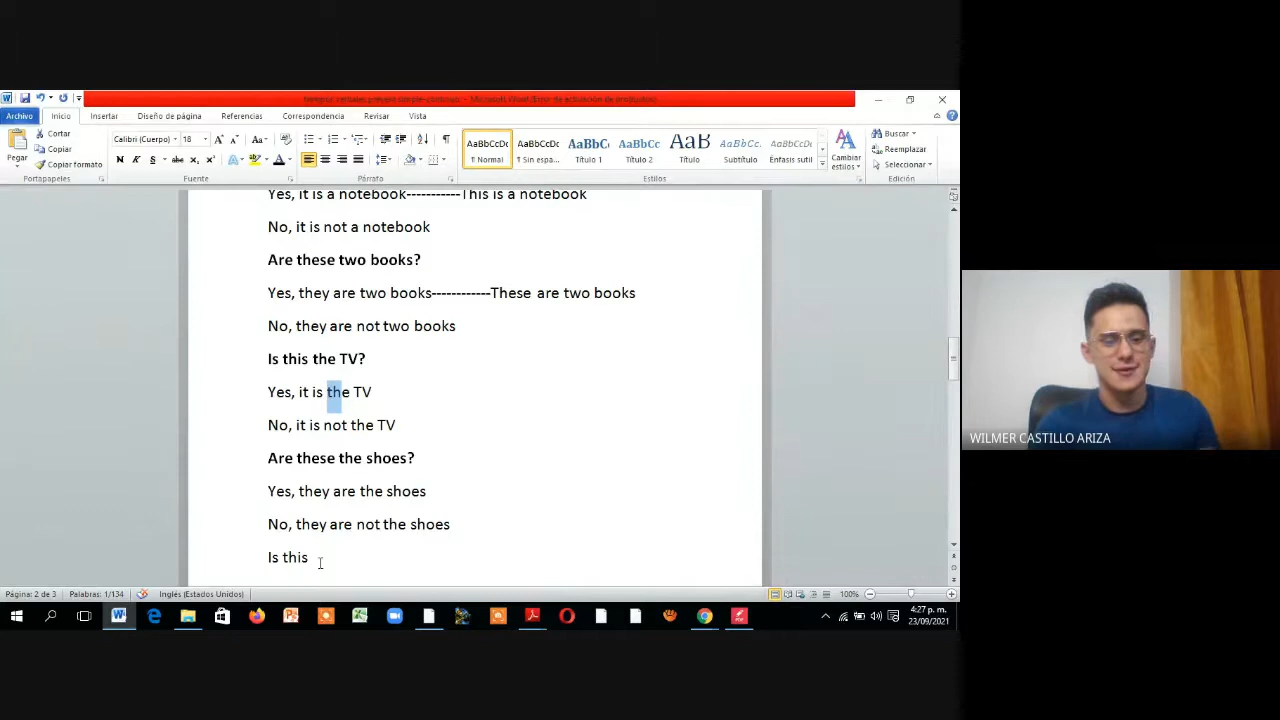 Archivo Inicio Insertar Diseño de página Referencias Correspondencia Revisar Vista
Pegar
Cortar
Copiar
Copiar formato
Portapapeles
Calibri (Cuerpo) 18
Fuente
Párrafo
AaBbCcDc
¶ Normal
AaBbCcDc
¶ Sin espa...
AaBbC
Título 1
AaBbCc
Título 2
AaB
Título
AaBbCc.
Subtítulo
AaBbCcDc
Énfasis sutil
Estilos
Cambiar
estilos
Buscar
Reemplazar
Seleccionar
Edición
Yes, it is a notebook-----------This is a notebook
No, it is not a notebook
Are these two books?
Yes, they are two books------------These are two books
No, they are not two books
Is this the TV?
Yes, it is the TV
No, it is not the TV
Are these the shoes?
Yes, they are the shoes
No, they are not the shoes
Is this
WILMER CASTILLO ARIZA
Página: 2 de 3 Palabras: 1/134 Inglés (Estados Unidos) 100%
4:27 p. m.
23/09/2021